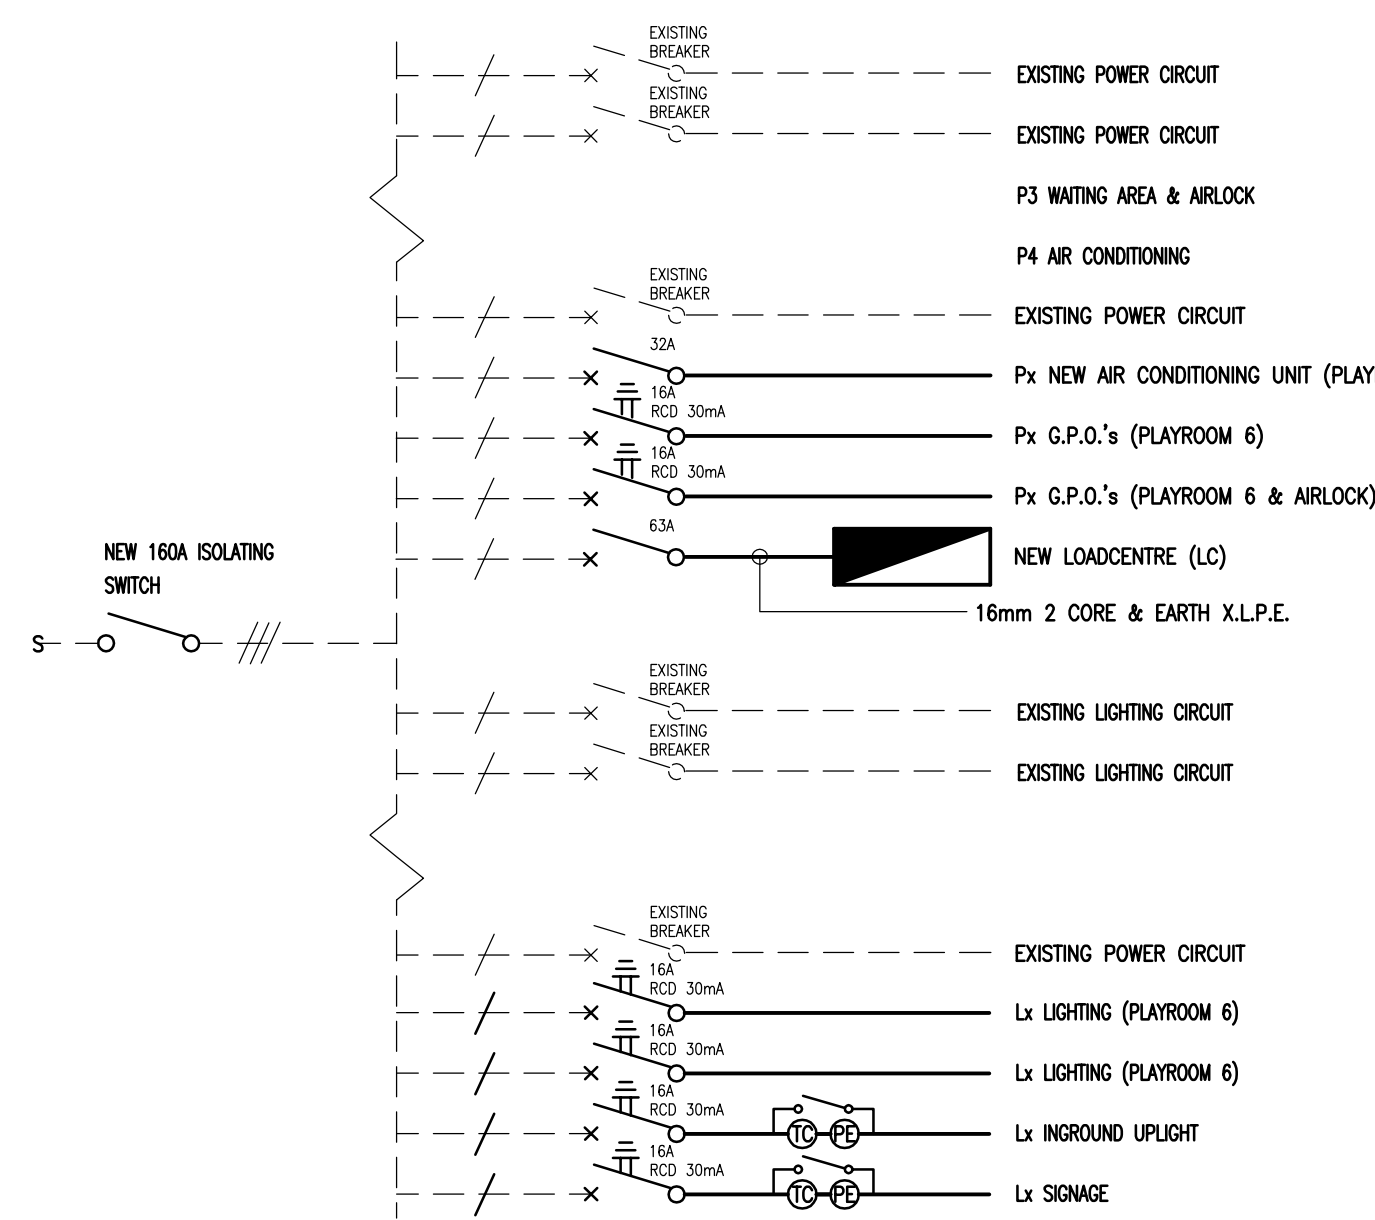 EXISTING
BREAKER
EXISTING POWER CIRCUIT
EXISTING
BREAKER
EXISTING POWER CIRCUIT
P3 WAITING AREA & AIRLOCK
P4 AIR CONDITIONING
EXISTING
BREAKER
EXISTING POWER CIRCUIT
32A
Px NEW AIR CONDITIONING UNIT (PLAY
16A
RCD 30mA
Px G.P.O.'s (PLAYROOM 6)
16A
RCD 30mA
Px G.P.O.'s (PLAYROOM 6 & AIRLOCK)
63A
NEW LOADCENTRE (LC)
16mm 2 CORE & EARTH X.L.P.E.
NEW 160A ISOLATING
SWITCH
S
EXISTING
BREAKER
EXISTING LIGHTING CIRCUIT
EXISTING
BREAKER
EXISTING LIGHTING CIRCUIT
EXISTING
BREAKER
EXISTING POWER CIRCUIT
16A
RCD 30mA
Lx LIGHTING (PLAYROOM 6)
16A
RCD 30mA
Lx LIGHTING (PLAYROOM 6)
16A
RCD 30mA
TC PE
Lx INGROUND UPLIGHT
16A
RCD 30mA
TC PE
Lx SIGNAGE